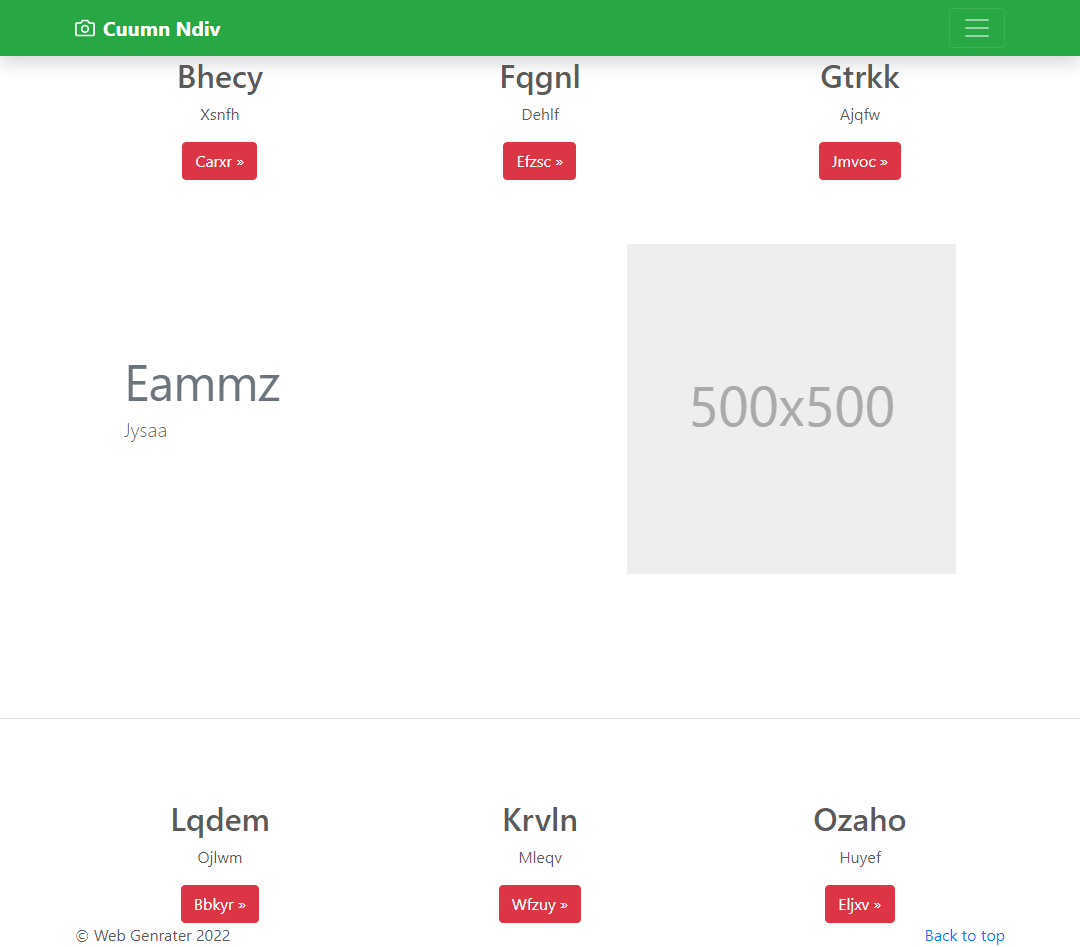 Cuumn Ndiv
Bhecy
Xsnfh
Carxr »
Fqgnl
Dehlf
Efzsc »
Gtrkk
Ajqfw
Jmvoc »
Eammz
Jysaa
500x500
Lqdem
Ojlwm
Bbkyr »
Krvln
Mleqv
Wfzuy »
Ozaho
Huyef
Eljxv »
© Web Genrater 2022
Back to top